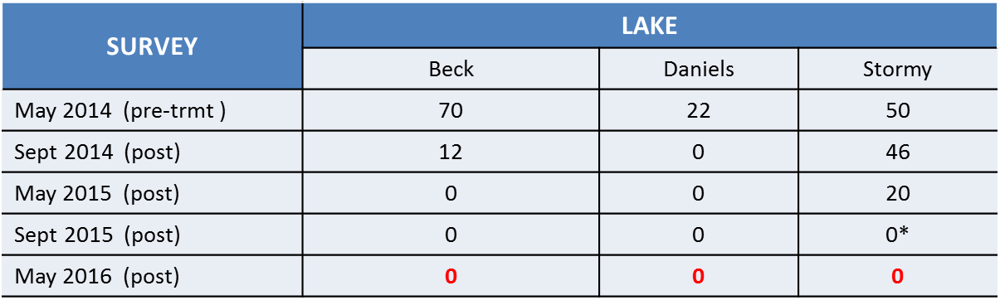 SURVEY LAKE
Beck Daniels Stormy
May 2014 (pre-trmt ) 70 22 50
Sept 2014 (post) 12 0 46
May 2015 (post) 0 0 20
Sept 2015 (post) 0 0 0*
May 2016 (post) 0 0 0